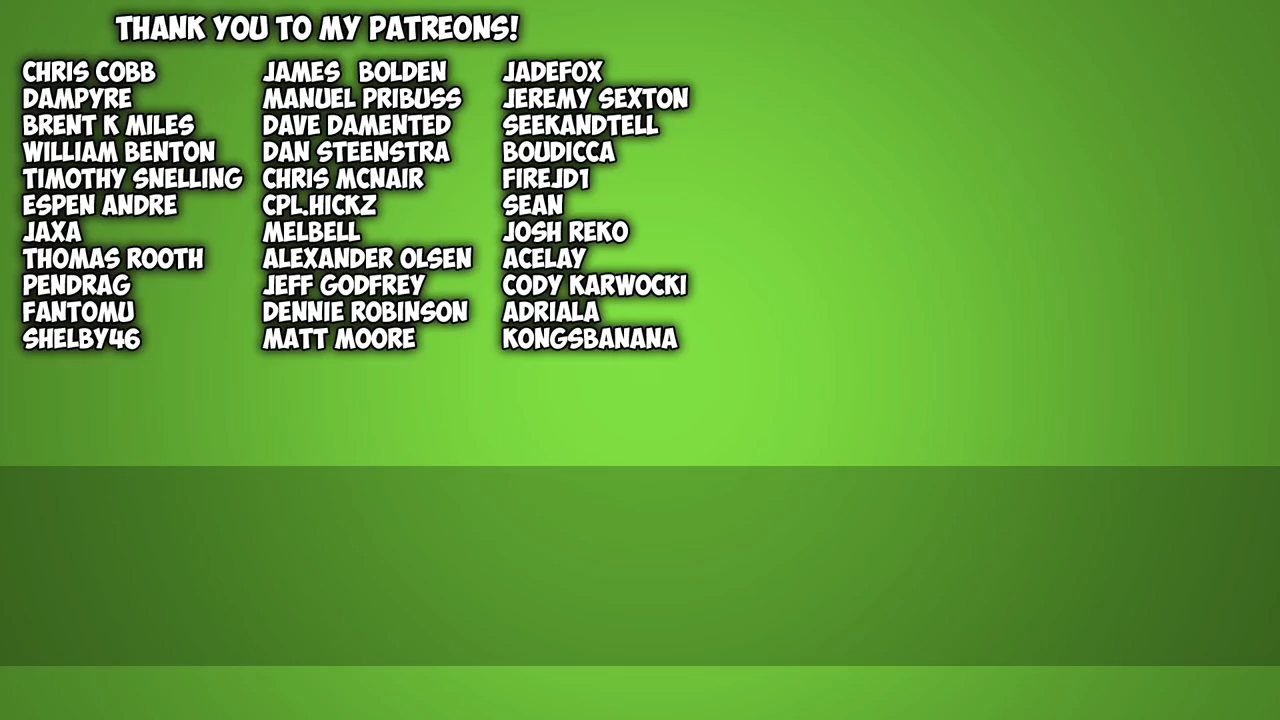 THANK YOU TO MY PATREONS!
CHRIS COBB
DAMPYRE
BRENT K MILES
WILLIAM BENTON
TIMOTHY SNELLING
ESPEN ANDRE
JAXA
THOMAS ROOTH
PENDRAG
FANTOMU
SHELBY46
JAMES BOLDEN
MANUEL PRIBUSS
DAVE DAMENTED
DAN STEENSTRA
CHRIS MCNAIR
CPL.HICKZ
MELBELL
ALEXANDER OLSEN
JEFF GODFREY
DENNIE ROBINSON
MATT MOORE
JADEFOX
JEREMY SEXTON
SEEKANDTELL
BOUDICCA
FIREJD1
SEAN
JOSH REKO
ACELAY
CODY KARWOCKI
ADRIALA
KONGSBANANA